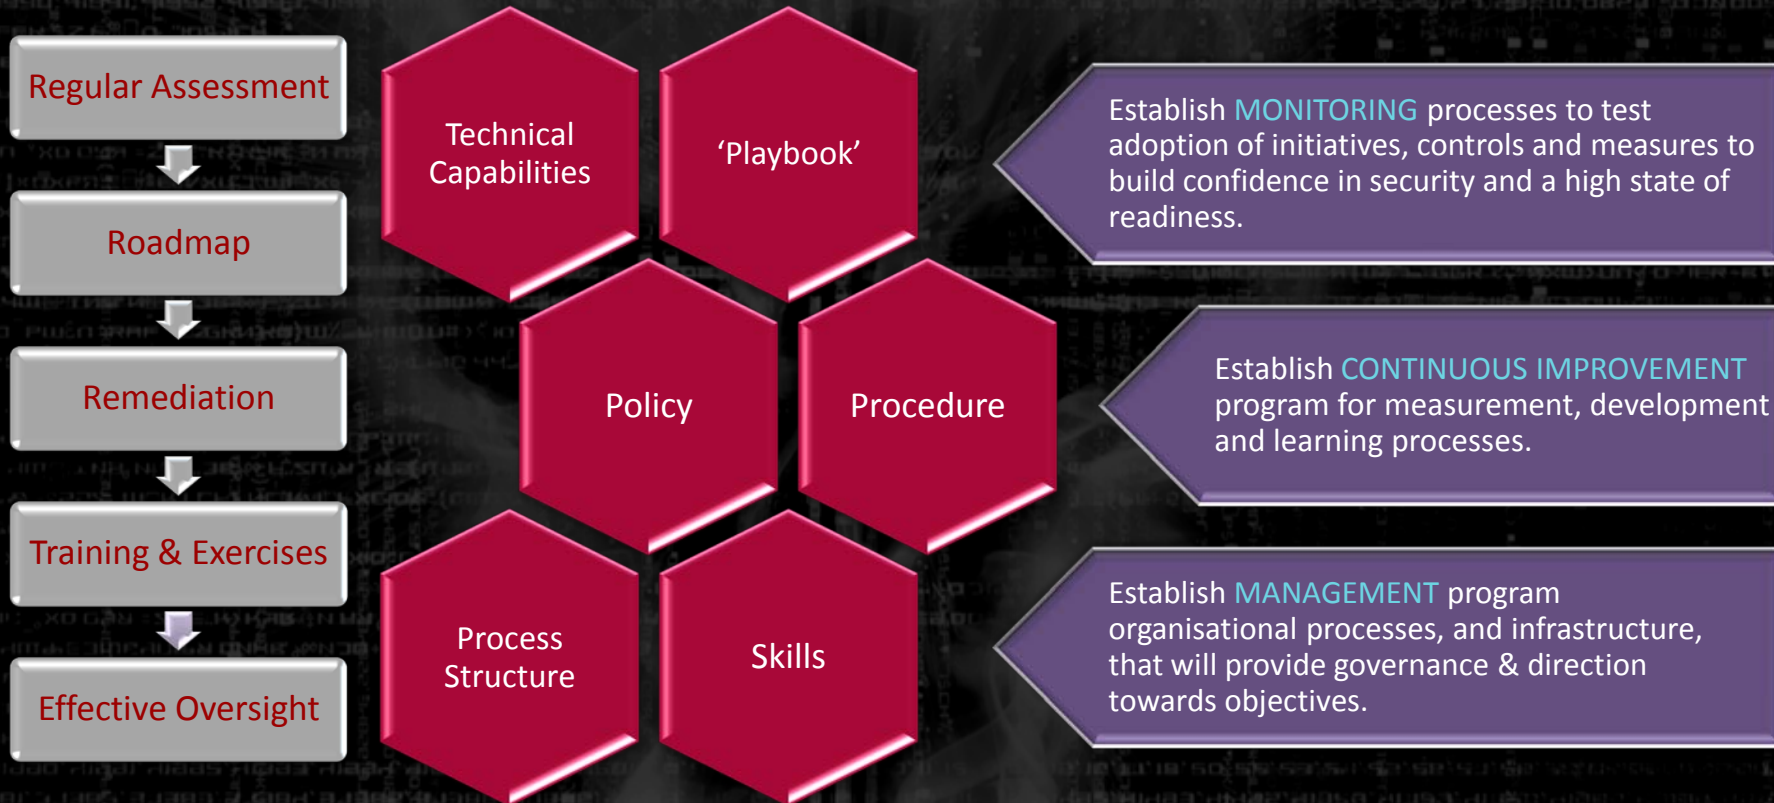 Regular Assessment
Roadmap
Remediation
Training & Exercises
Effective Oversight
Technical
Capabilities
‘Playbook’
Policy
Procedure
Process
Structure
Skills
Establish MONITORING processes to test
adoption of initiatives, controls and measures to
build confidence in security and a high state of
readiness.
Establish CONTINUOUS IMPROVEMENT
program for measurement, development
and learning processes.
Establish MANAGEMENT program
organisational processes, and infrastructure,
that will provide governance & direction
towards objectives.